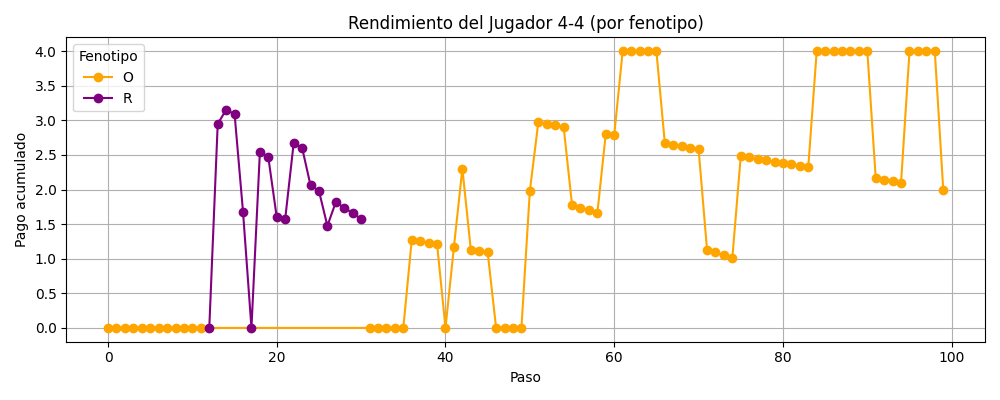 Rendimiento del Jugador 4-4 (por fenotipo)
Fenotipo
O
R
Pago acumulado
4.0
3.5
3.0
2.5
2.0
1.5
1.0
0.5
0.0
0 20 40 60 80 100
Paso